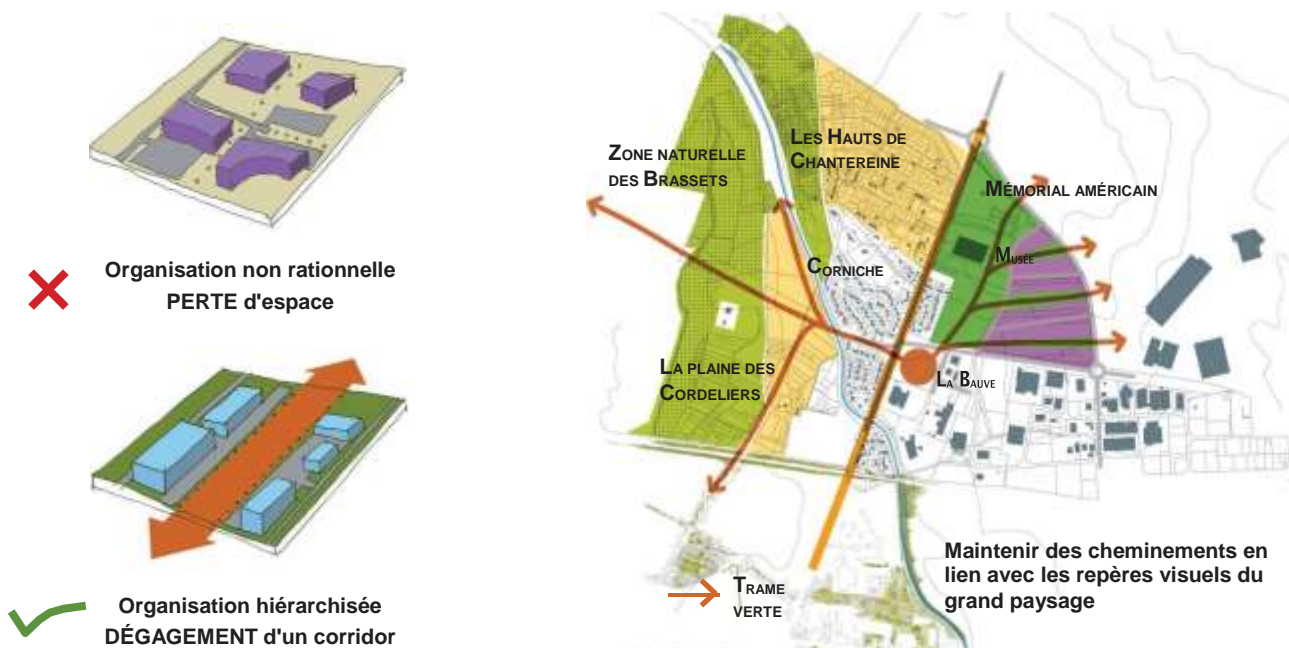 Organisation non rationnelle
PERTE d'espace
Organisation hiérarchisée
DÉGAGEMENT d'un corridor
ZONE NATURELLE
DES BRASSETS
LES HAUTS DE
CHANTEREINE
MÉMORIAL AMÉRICAIN
MUSÉE
CORNICHE
LA PLAINE DES
CORDELIERS
LA BAUVE
TRAME
VERTE
Maintenir des cheminements en
lien avec les repères visuels du
grand paysage